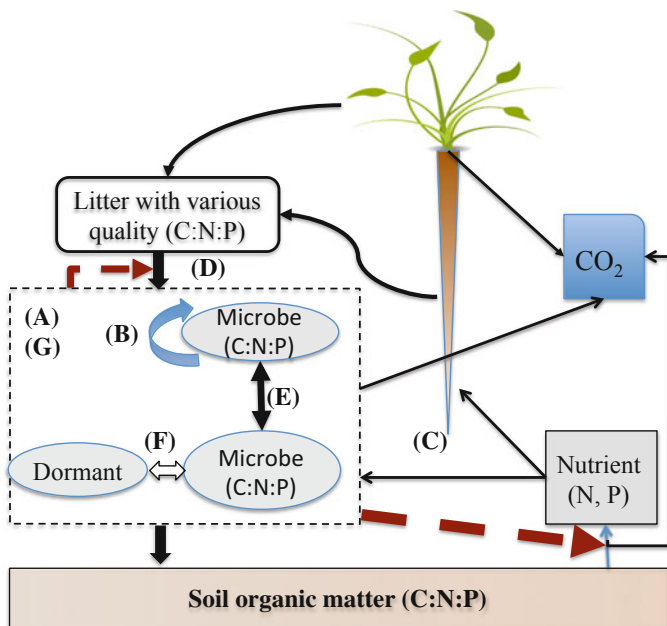 Litter with various
quality (C:N:P)
CO2
(D)
(A)
(G)
(B)
Microbe
(C:N:P)
(E)
(C)
(F)
Dormant
Microbe
(C:N:P)
Nutrient
(N, P)
Soil organic matter (C:N:P)